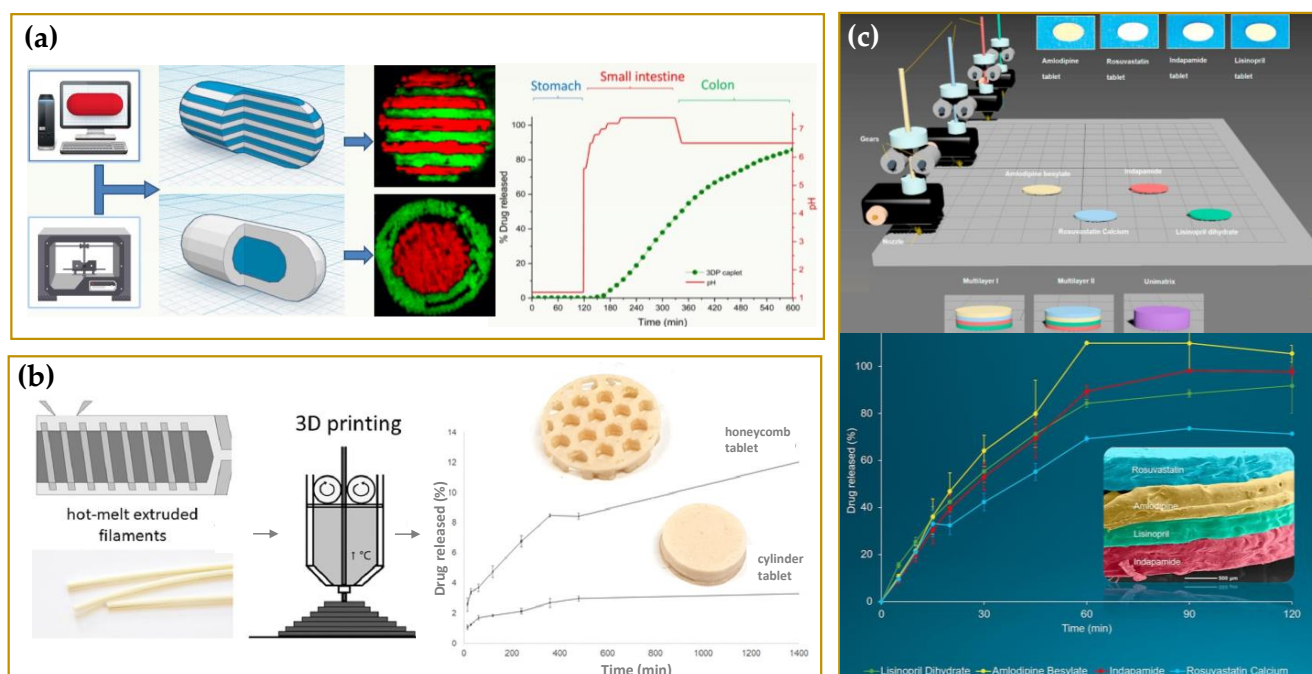 (a)
Stomach
Small intestine
Colon
% Drug released
100
80
60
40
20
0
7
6
5
4
3
2
1
pH
3DP caplet
pH
0 60 120 180 240 300 360 420 480 540 600
Time (min)
(b)
hot-melt extruded
filaments
3D printing
↑ °C
Drug released (%)
14
12
10
8
6
4
2
0
honeycomb
tablet
cylinder
tablet
0 200 400 600 800 1000 1200 1400
Time (min)
(c)
Amlodipine
tablet
Rosuvastatin
tablet
Indapamide
tablet
Lisinopril
tablet
Gears
Nozzle
Amlodipine besylate
Indapamide
Rosuvastatin Calcium
Lisinopril dihydrate
Multilayer I
Multilayer II
Unimatrix
Drug released (%)
100
80
60
40
20
0
Rosuvastatin
Amlodipine
Lisinopril
Indapamide
500 µm
0 30 60 90 120
Time (min)
Lisinopril Dihydrate Amlodipine Besylate Indapamide Rosuvastatin Calcium